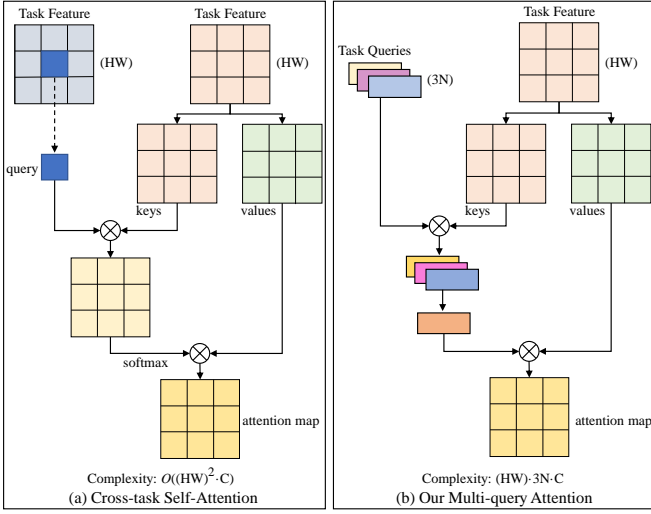 Task Feature
Task Feature
(HW)
(HW)
query
keys
values
softmax
attention map
Complexity: O((HW)²·C)
(a) Cross-task Self-Attention
Task Feature
Task Queries
(3N)
(HW)
keys
values
attention map
Complexity: (HW)·3N·C
(b) Our Multi-query Attention